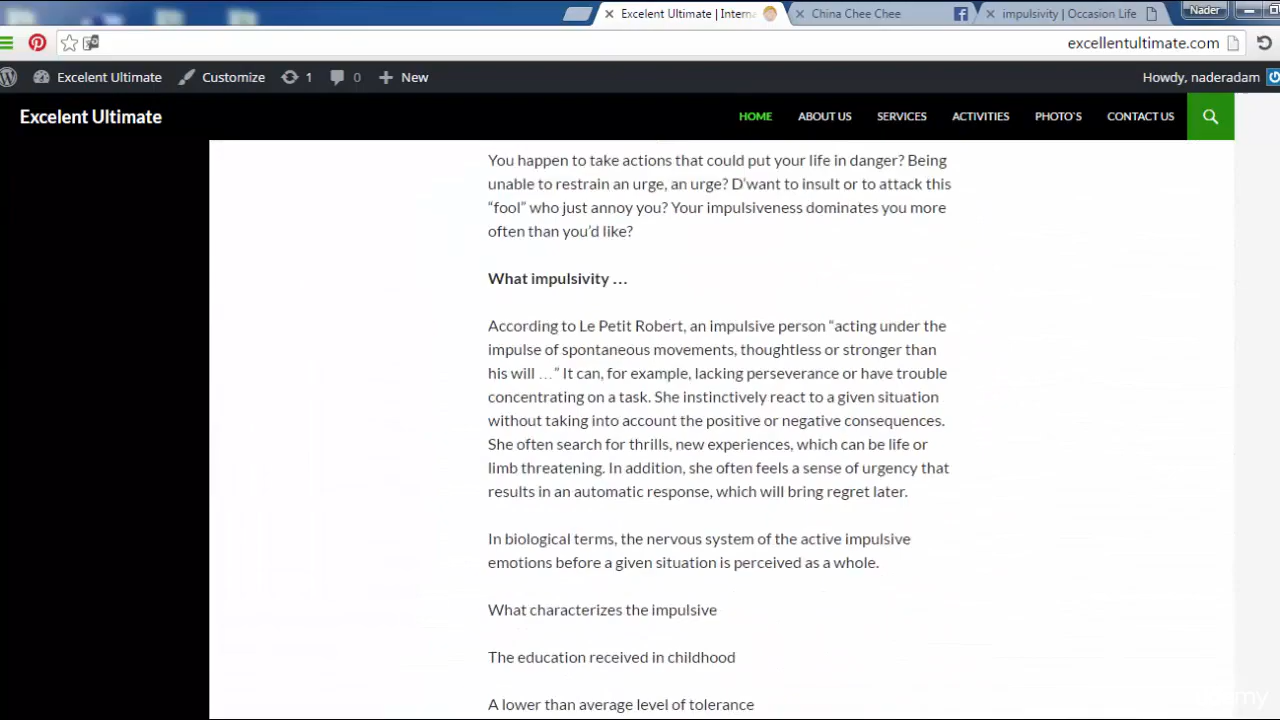 Excelent Ultimate | Interna
China Chee Chee
impulsivity | Occasion Life
Nader
excellentultimate.com
Excelent Ultimate
Customize
1
0
New
Howdy, naderadam
Excelent Ultimate
HOME
ABOUT US
SERVICES
ACTIVITIES
PHOTO`S
CONTACT US
You happen to take actions that could put your life in danger? Being
unable to restrain an urge, an urge? D’want to insult or to attack this
“fool” who just annoy you? Your impulsiveness dominates you more
often than you’d like?
What impulsivity …
According to Le Petit Robert, an impulsive person “acting under the
impulse of spontaneous movements, thoughtless or stronger than
his will …” It can, for example, lacking perseverance or have trouble
concentrating on a task. She instinctively react to a given situation
without taking into account the positive or negative consequences.
She often search for thrills, new experiences, which can be life or
limb threatening. In addition, she often feels a sense of urgency that
results in an automatic response, which will bring regret later.
In biological terms, the nervous system of the active impulsive
emotions before a given situation is perceived as a whole.
What characterizes the impulsive
The education received in childhood
A lower than average level of tolerance